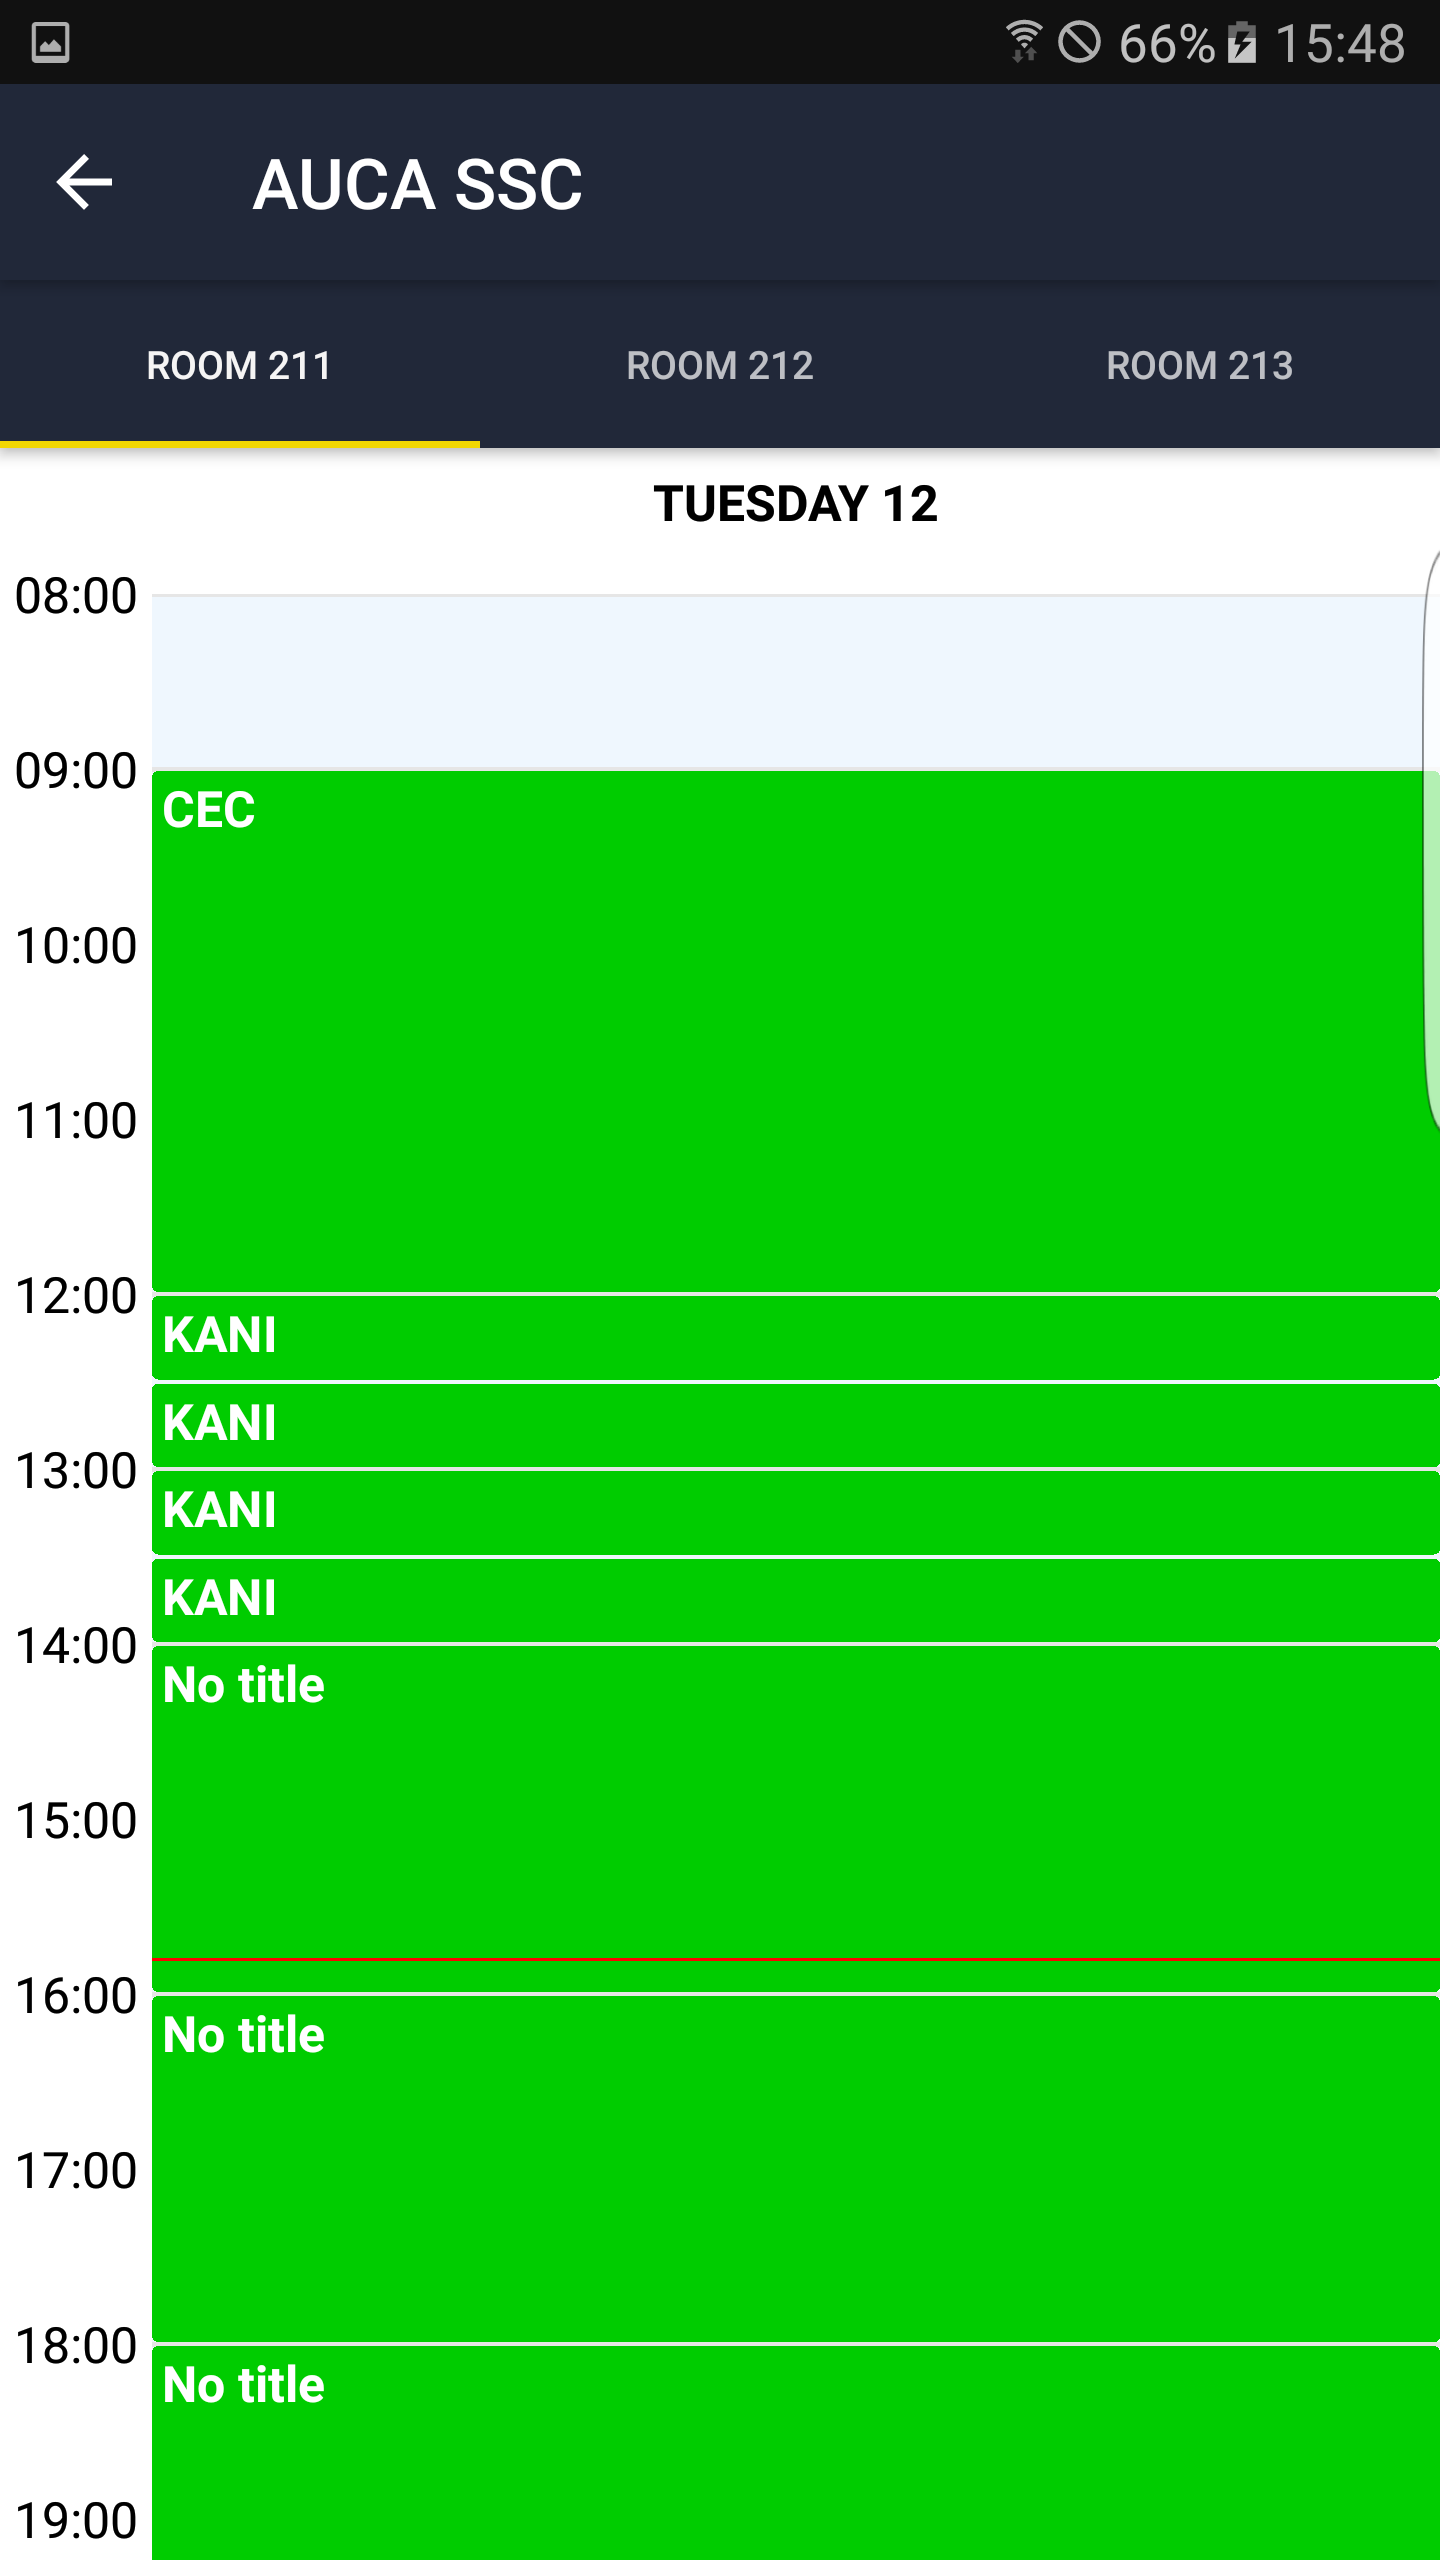 66% 15:48
AUCA SSC
ROOM 211 ROOM 212 ROOM 213
TUESDAY 12
08:00
09:00
CEC
10:00
11:00
12:00
KANI
KANI
13:00
KANI
KANI
14:00
No title
15:00
16:00
No title
17:00
18:00
No title
19:00